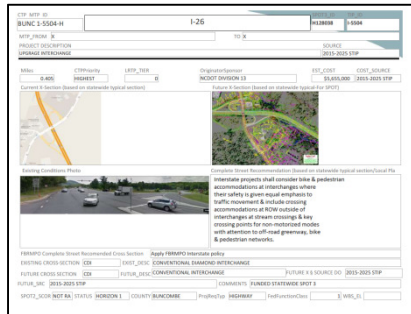 CTP_MTP_ID
BUNC 1-5504-H
I-26
H128098
I-5504
MTP_FROM X
TO X
PROJECT DESCRIPTION
SOURCE
UPGRADE INTERCHANGE
2015-2025 STIP
Miles
CTPPriority
LRTP_TIER
Originator\Sponsor
EST_COST
COST_SOURCE
0.405
HIGHEST
0
NCDOT DIVISION 13
2015-2025 STIP
Current X-Section (based on statewide typical section)
Future X-Section (based on statewide typical-For SPOT)
Existing Conditions Photo
Complete Street Recommendation (based on statewide typical section/Local Pla
Interstate projects shall consider bike & pedestrian
accommodations at interchanges where
their safety is given equal emphasis to
traffic movement & include crossing
accommodations at ROW outside of
interchanges at stream crossings & key
crossing points for non-motorized modes
with attention to off-road greenway, bike
& pedestrian networks.
FBRMPO Complete Street Recommended Cross Section
Apply FBRMPO Interstate policy
EXISTING CROSS-SECTION CDI
EXIST_DESC CONVENTIONAL DIAMOND INTERCHANGE
FUTURE CROSS-SECTION CDI
FUTUR_DESC CONVENTIONAL INTERCHANGE
FUTURE X & SOURCE DO 2015-2025 STIP
FUTUR_SRC 2015-2025 STIP
COMMENTS FUNDED STATEWIDE SPOT 3
SPOT2_SCOR NOT RA
STATUS HORIZON 1
COUNTY BUNCOMBE
ProjReqTyp HIGHWAY
FedFunctionClass 1
WBS_EL